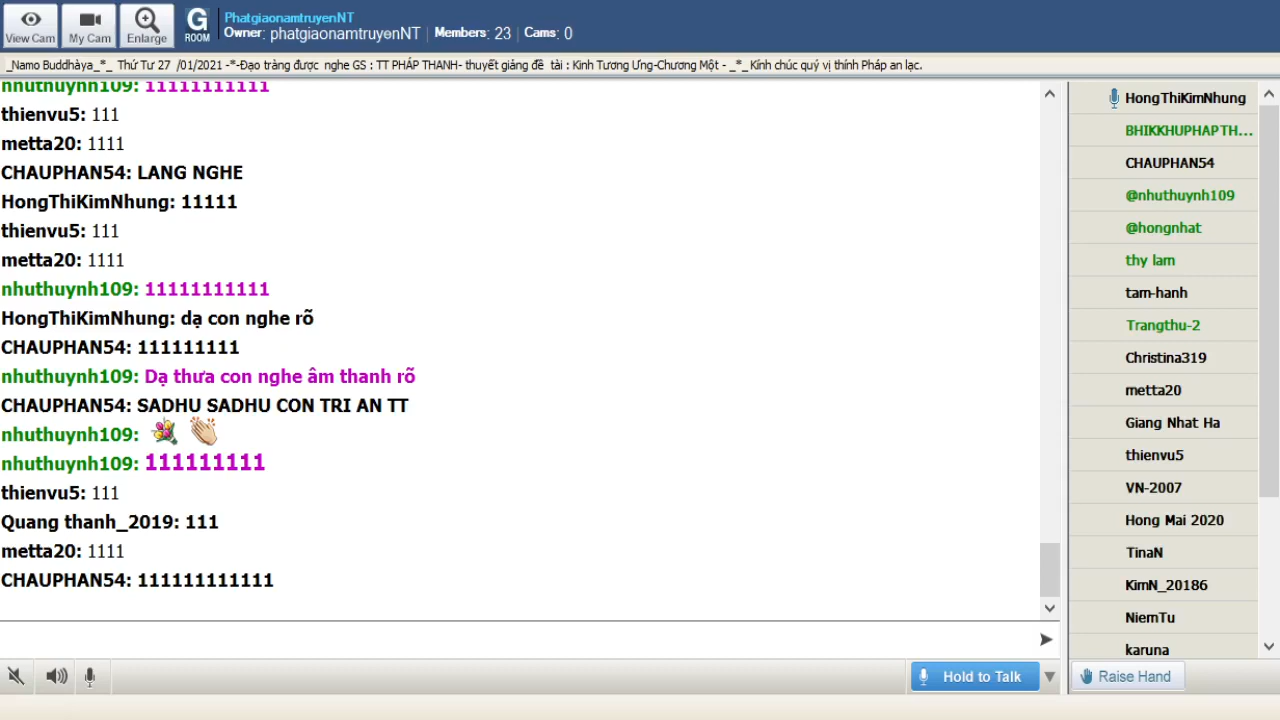 PhatgiaonamtruyenNT
Owner: phatgiaonamtruyenNT Members: 23 Cams: 0
View Cam My Cam Enlarge G ROOM
_Namo Buddhàya_*_ Thứ Tư 27 /01/2021 -*-Đạo tràng được nghe GS : TT PHÁP THANH- thuyết giảng đề tài : Kinh Tương Ưng-Chương Một - _*_Kính chúc quý vị thính Pháp an lạc.
nhuthuynh109: 11111111111
thienvu5: 111
metta20: 1111
CHAUPHAN54: LANG NGHE
HongThiKimNhung: 11111
thienvu5: 111
metta20: 1111
nhuthuynh109: 11111111111
HongThiKimNhung: dạ con nghe rõ
CHAUPHAN54: 111111111
nhuthuynh109: Dạ thưa con nghe âm thanh rõ
CHAUPHAN54: SADHU SADHU CON TRI AN TT
nhuthuynh109:
nhuthuynh109: 111111111
thienvu5: 111
Quang thanh_2019: 111
metta20: 1111
CHAUPHAN54: 111111111111
HongThiKimNhung
BHIKKHUPHAPTH...
CHAUPHAN54
@nhuthuynh109
@hongnhat
thy lam
tam-hanh
Trangthu-2
Christina319
metta20
Giang Nhat Ha
thienvu5
VN-2007
Hong Mai 2020
TinaN
KimN_20186
NiemTu
karuna
Hold to Talk
Raise Hand